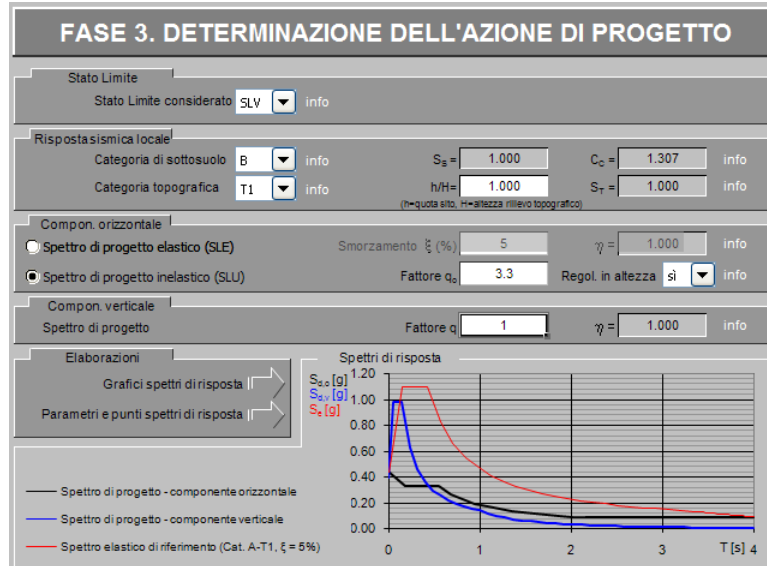 FASE 3. DETERMINAZIONE DELL'AZIONE DI PROGETTO
Stato Limite
Stato Limite considerato SLV info
Risposta sismica locale
Categoria di sottosuolo B info S_S = 1.000 C_C = 1.307 info
Categoria topografica T1 info h/H= 1.000 S_T = 1.000 info
(h=quota sito, H=altezza rilievo topografico)
Compon. orizzontale
Spettro di progetto elastico (SLE) Smorzamento ξ (%) 5 η = 1.000 info
Spettro di progetto inelastico (SLU) Fattore q_o 3.3 Regol. in altezza sì info
Compon. verticale
Spettro di progetto Fattore q 1 η = 1.000 info
Elaborazioni
Grafici spettri di risposta
Parametri e punti spettri di risposta
Spettri di risposta
S_d,o [g]
S_d,v [g]
S_e [g]
1.20
1.00
0.80
0.60
0.40
0.20
0.00
0 1 2 3 T [s] 4
Spettro di progetto - componente orizzontale
Spettro di progetto - componente verticale
Spettro elastico di riferimento (Cat. A-T1, ξ = 5%)